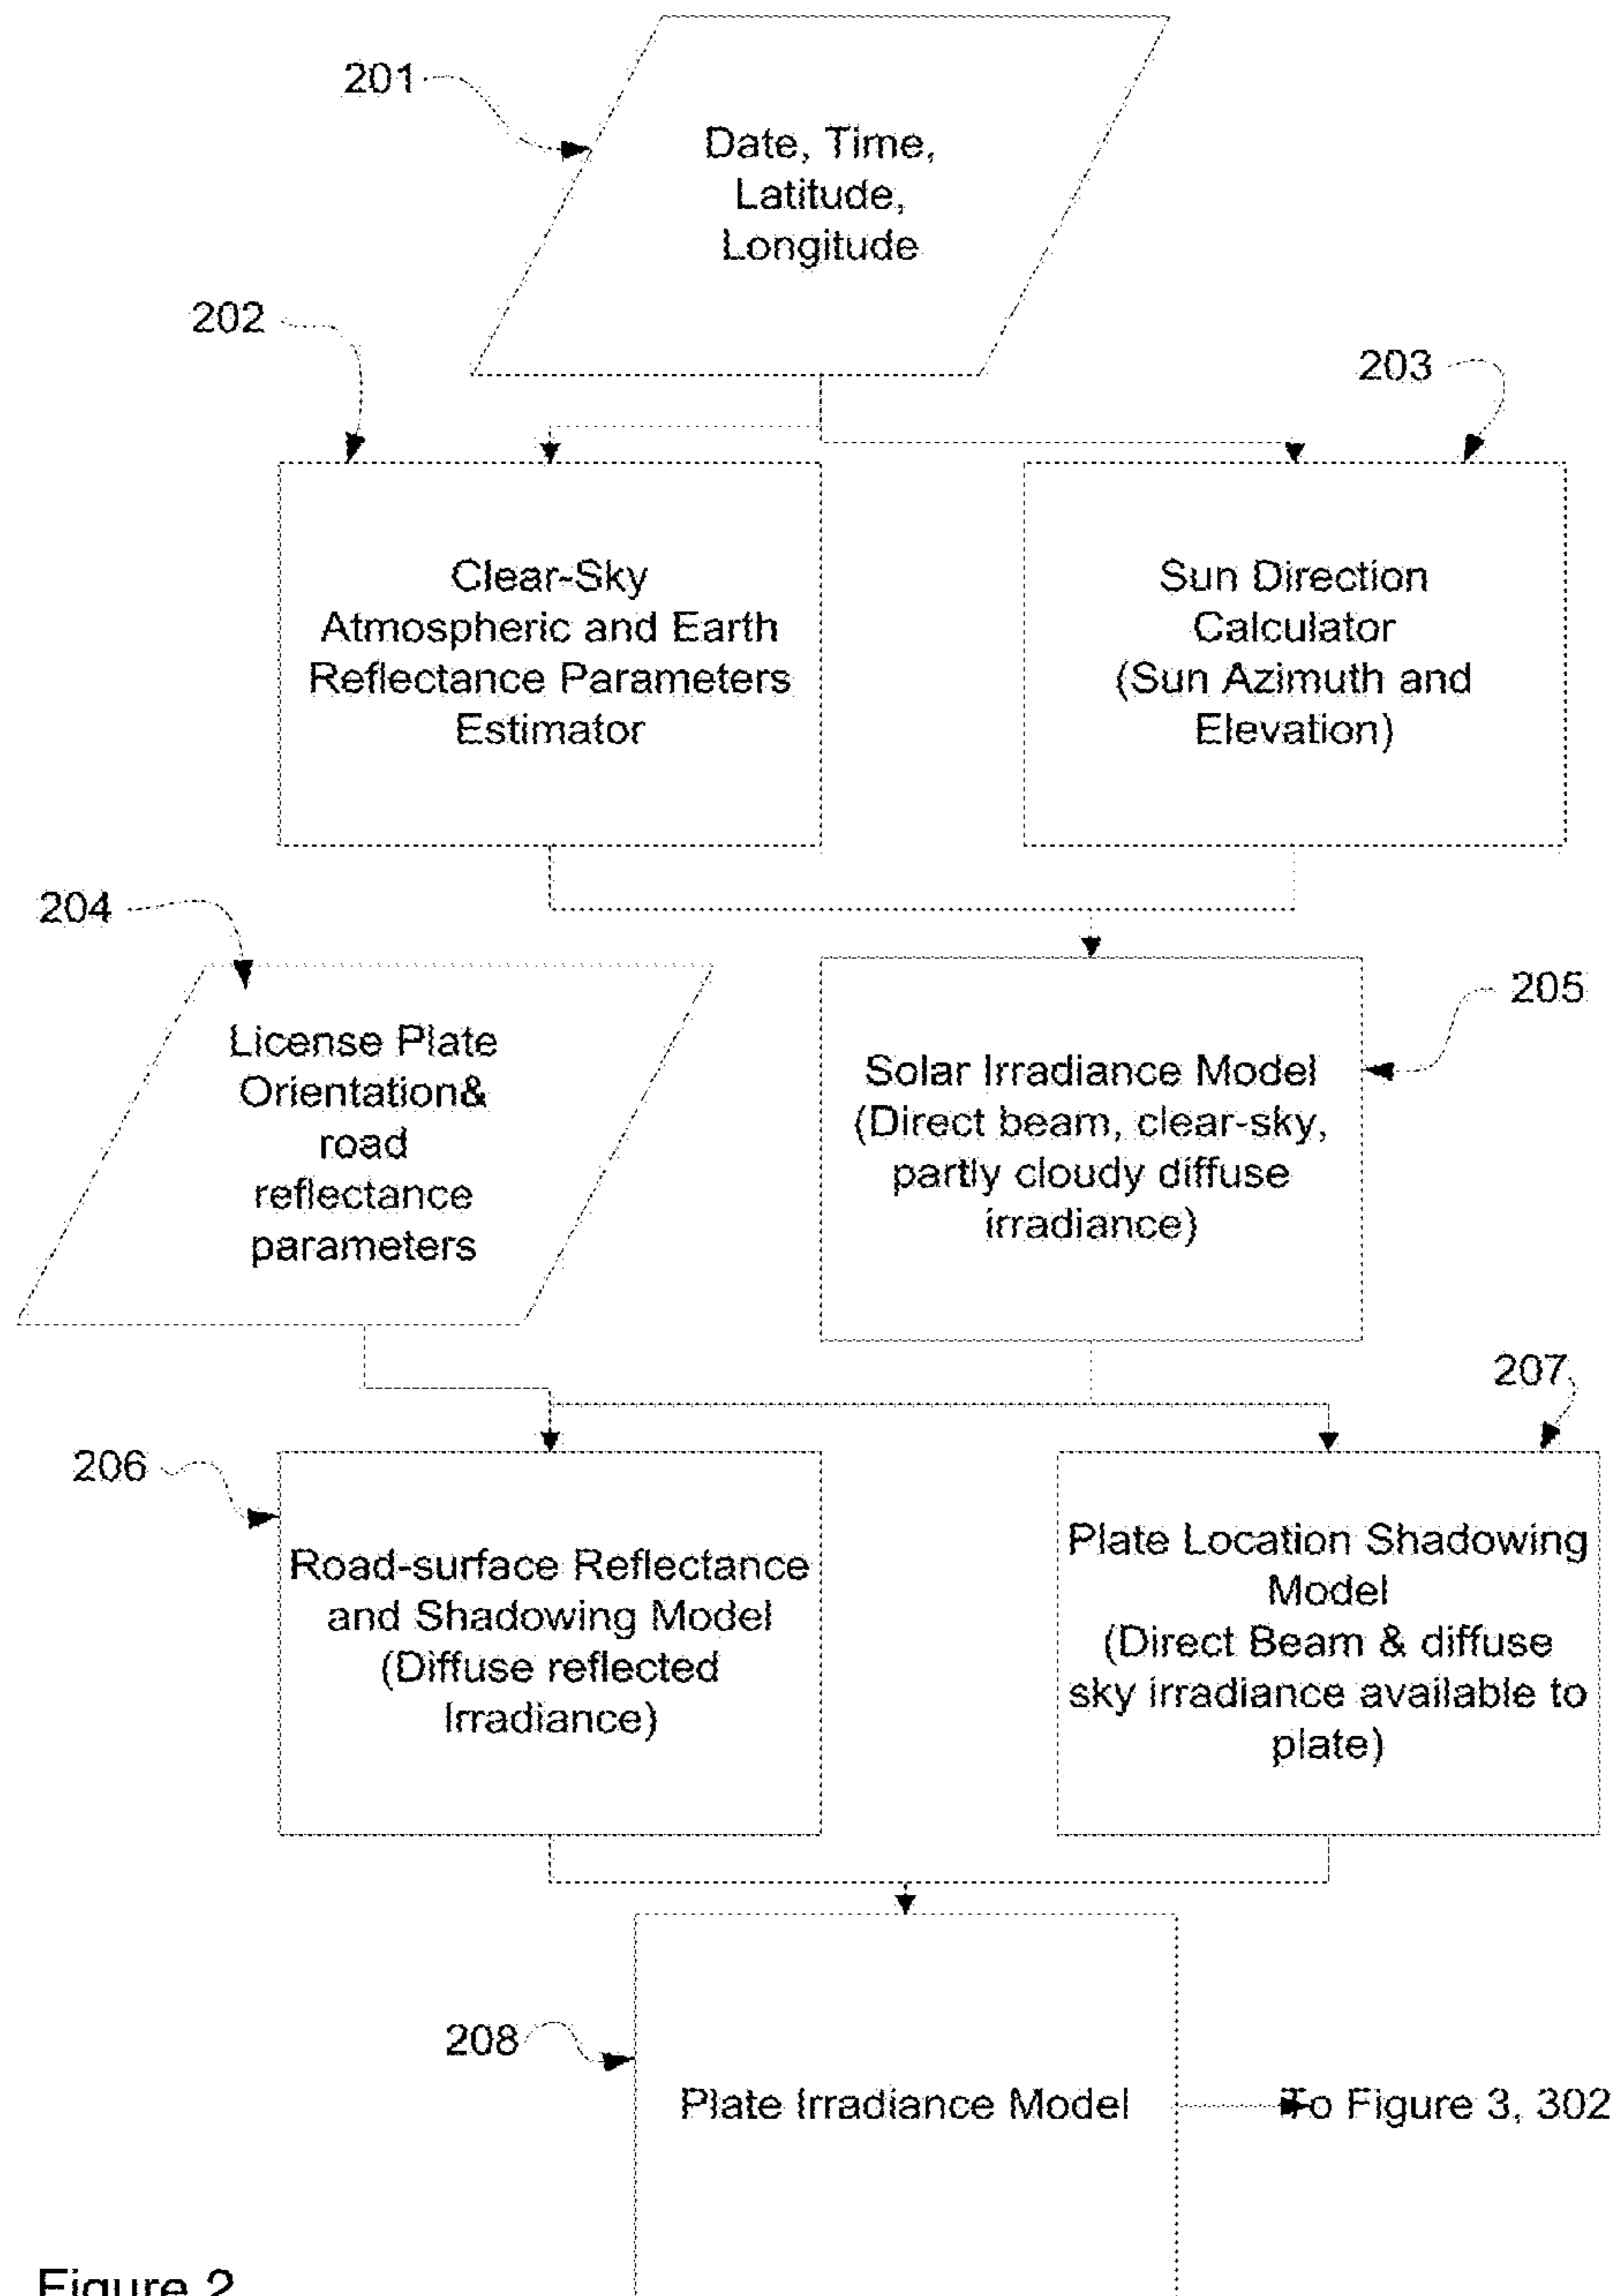 201
Date, Time,
Latitude,
Longitude
202
203
Clear-Sky
Atmospheric and Earth
Reflectance Parameters
Estimator
Sun Direction
Calculator
(Sun Azimuth and
Elevation)
204
License Plate
Orientation&
road
reflectance
parameters
205
Solar Irradiance Model
(Direct beam, clear-sky,
partly cloudy diffuse
irradiance)
206
Road-surface Reflectance
and Shadowing Model
(Diffuse reflected
Irradiance)
207
Plate Location Shadowing
Model
(Direct Beam & diffuse
sky irradiance available to
plate)
208
Plate Irradiance Model
To Figure 3, 302
Figure 2